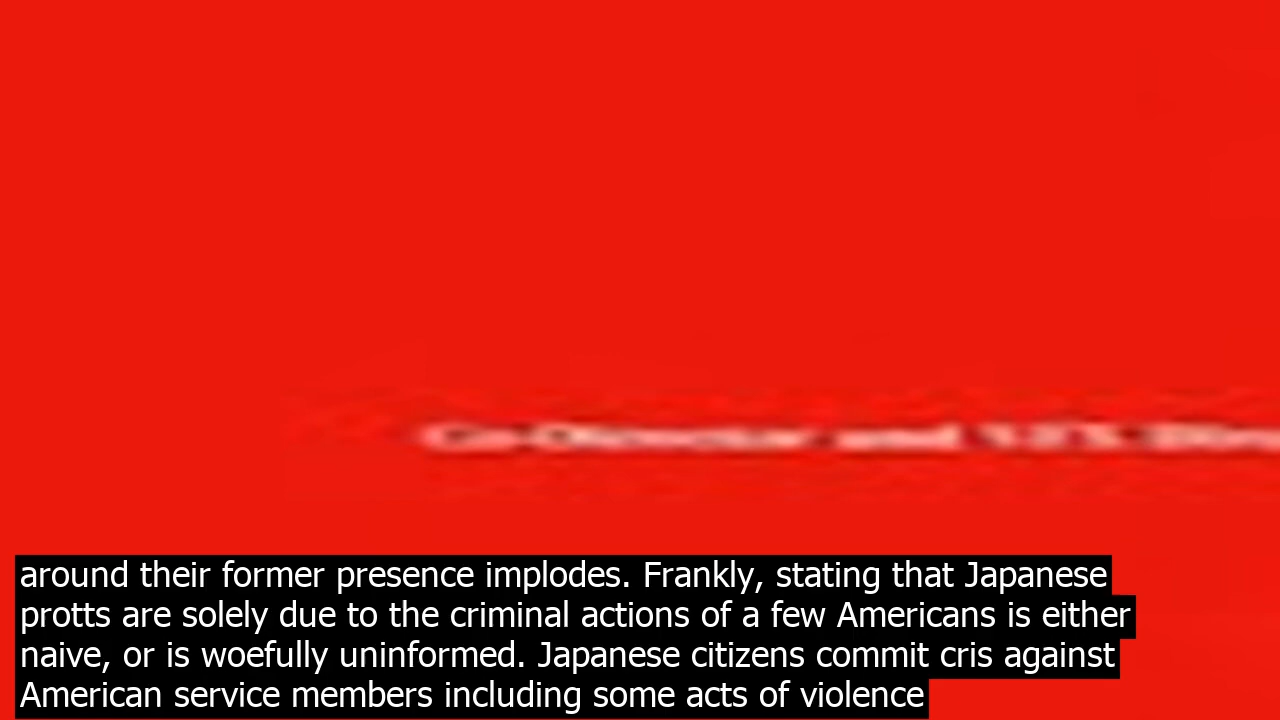 around their former presence implodes. Frankly, stating that Japanese
protts are solely due to the criminal actions of a few Americans is either
naive, or is woefully uninformed. Japanese citizens commit cris against
American service members including some acts of violence